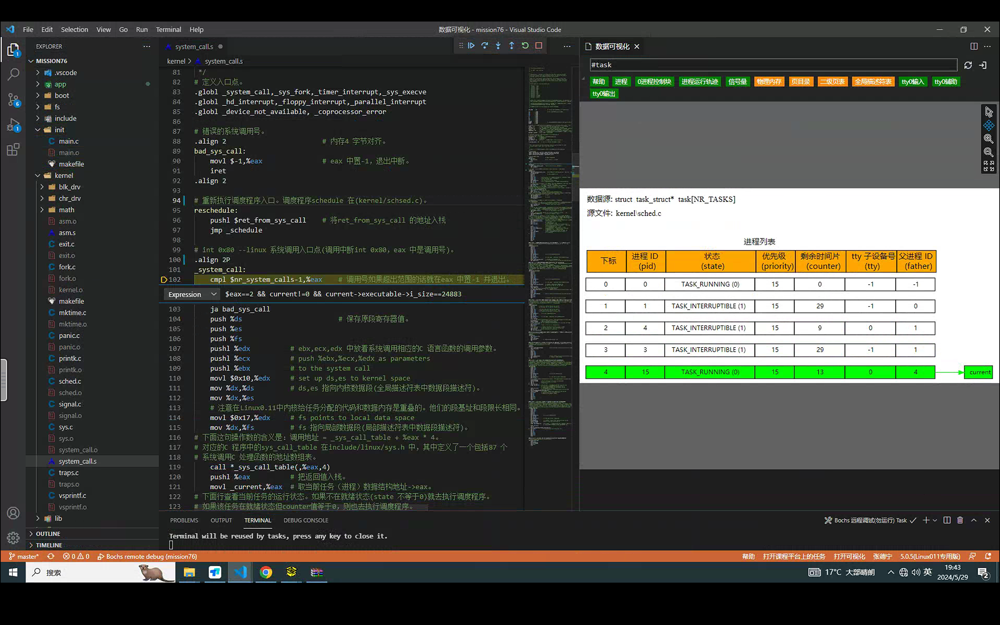 File Edit Selection View Go Run Terminal Help
数据可视化 - mission76 - Visual Studio Code
EXPLORER
MISSION76
.vscode
app
boot
fs
include
init
main.c
main.o
makefile
kernel
blk_drv
chr_drv
math
asm.o
asm.s
exit.c
exit.o
fork.c
fork.o
kernel.o
makefile
mktime.c
mktime.o
panic.c
panic.o
printk.c
printk.o
sched.c
sched.o
signal.c
signal.o
sys.c
sys.o
system_call.o
system_call.s
traps.c
traps.o
vsprintf.c
vsprintf.o
lib
OUTLINE
TIMELINE
1
6
1
system_call.s
kernel > system_call.s
81 */
82 # 定义入口点。
83 .globl _system_call,_sys_fork,_timer_interrupt,_sys_execve
84 .globl _hd_interrupt,_floppy_interrupt,_parallel_interrupt
85 .globl _device_not_available, _coprocessor_error
86
87 # 错误的系统调用号。
88 .align 2 # 内存4 字节对齐。
89 bad_sys_call:
90 movl $-1,%eax # eax 中置-1，退出中断。
91 iret
92 .align 2
93
94 # 重新执行调度程序入口。调度程序schedule 在(kernel/schsed.c)。
95 reschedule:
96 pushl $ret_from_sys_call # 将ret_from_sys_call 的地址入栈
97 jmp _schedule
98
99 # int 0x80 --linux 系统调用入口点(调用中断int 0x80，eax 中是调用号)。
100 .align 2P
101 _system_call:
102 cmpl $nr_system_calls-1,%eax # 调用号如果超出范围的话就在eax 中置-1 并退出。
Expression $eax==2 && current!=0 && current->executable->i_size==24883
103 ja bad_sys_call
104 push %ds # 保存原段寄存器值。
105 push %es
106 push %fs
107 pushl %edx # ebx,ecx,edx 中放着系统调用相应的C 语言函数的调用参数。
108 pushl %ecx # push %ebx,%ecx,%edx as parameters
109 pushl %ebx # to the system call
110 movl $0x10,%edx # set up ds,es to kernel space
111 mov %dx,%ds # ds,es 指向内核数据段(全局描述符表中数据段描述符)。
112 mov %dx,%es
113 # 注意在Linux0.11中内核给任务分配的代码和数据内存是重叠的。他们的段基址和段限长相同。
114 movl $0x17,%edx # fs points to local data space
115 mov %dx,%fs # fs 指向局部数据段(局部描述符表中数据段描述符)。
116 # 下面这句操作数的含义是：调用地址 = _sys_call_table + %eax * 4。
117 # 对应的C 程序中的sys_call_table 在include/linux/sys.h 中，其中定义了一个包括87 个
118 # 系统调用C 处理函数的地址数组表。
119 call *_sys_call_table(,%eax,4)
120 pushl %eax # 把返回值入栈。
121 movl _current,%eax # 取当前任务（进程）数据结构地址->eax。
122 # 下面行查看当前任务的运行状态。如果不在就绪状态(state 不等于0)就去执行调度程序。
123 # 如果该任务在就绪状态但counter值等于0，则也去执行调度程序。
数据可视化
#task
帮助 进程 0进程控制块 进程运行轨迹 信号量 物理内存 页目录 二级页表 全局描述符表 tty0输入 tty0辅助
tty0输出
数据源: struct task_struct* task[NR_TASKS]
源文件: kernel\sched.c
进程列表
下标 进程 ID (pid) 状态 (state) 优先级 (priority) 剩余时间片 (counter) tty 子设备号 (tty) 父进程 ID (father)
0 0 TASK_RUNNING (0) 15 0 -1 -1
1 1 TASK_INTERRUPTIBLE (1) 15 29 -1 0
2 4 TASK_INTERRUPTIBLE (1) 15 9 0 1
3 3 TASK_INTERRUPTIBLE (1) 15 29 -1 1
4 15 TASK_RUNNING (0) 15 13 0 4 current
PROBLEMS OUTPUT TERMINAL DEBUG CONSOLE
Bochs 远程调试(勿运行) Task
Terminal will be reused by tasks, press any key to close it.
master* 0 0 Bochs remote debug (mission76)
帮助 打开课程平台上的任务 打开可视化 张德宁 5.0.5(Linux011专用版)
搜索
17°C 大部晴朗 英 19:43
2024/5/29
2